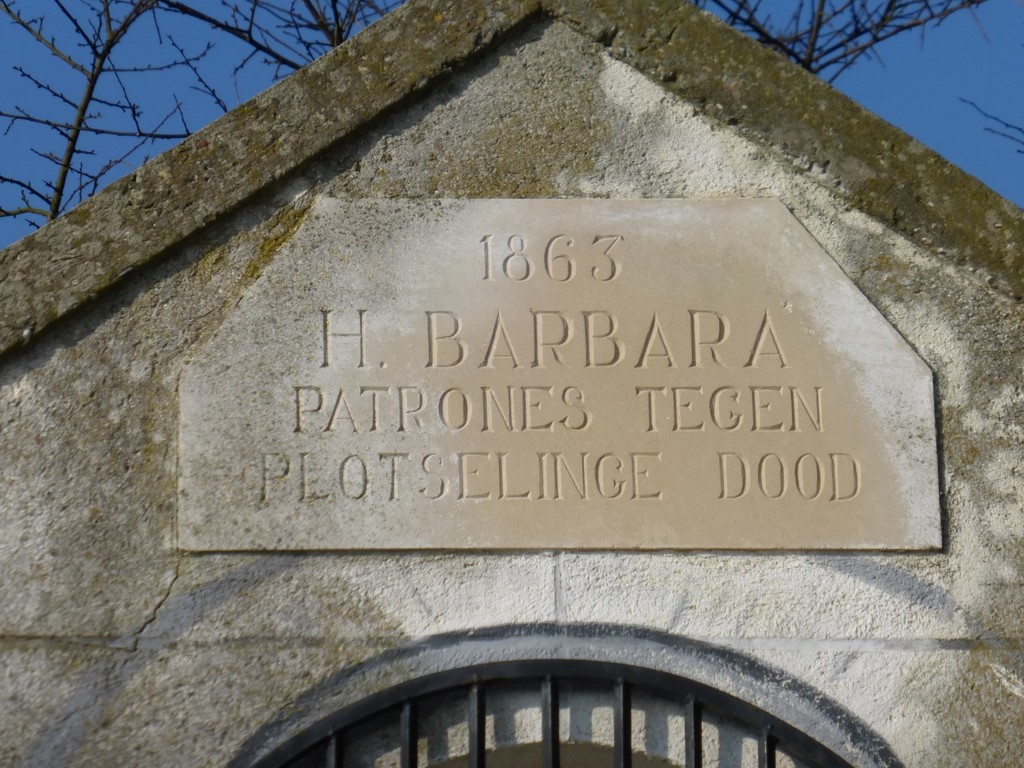 1863
H. BARBARA
PATRONES TEGEN
PLOTSELINGE DOOD